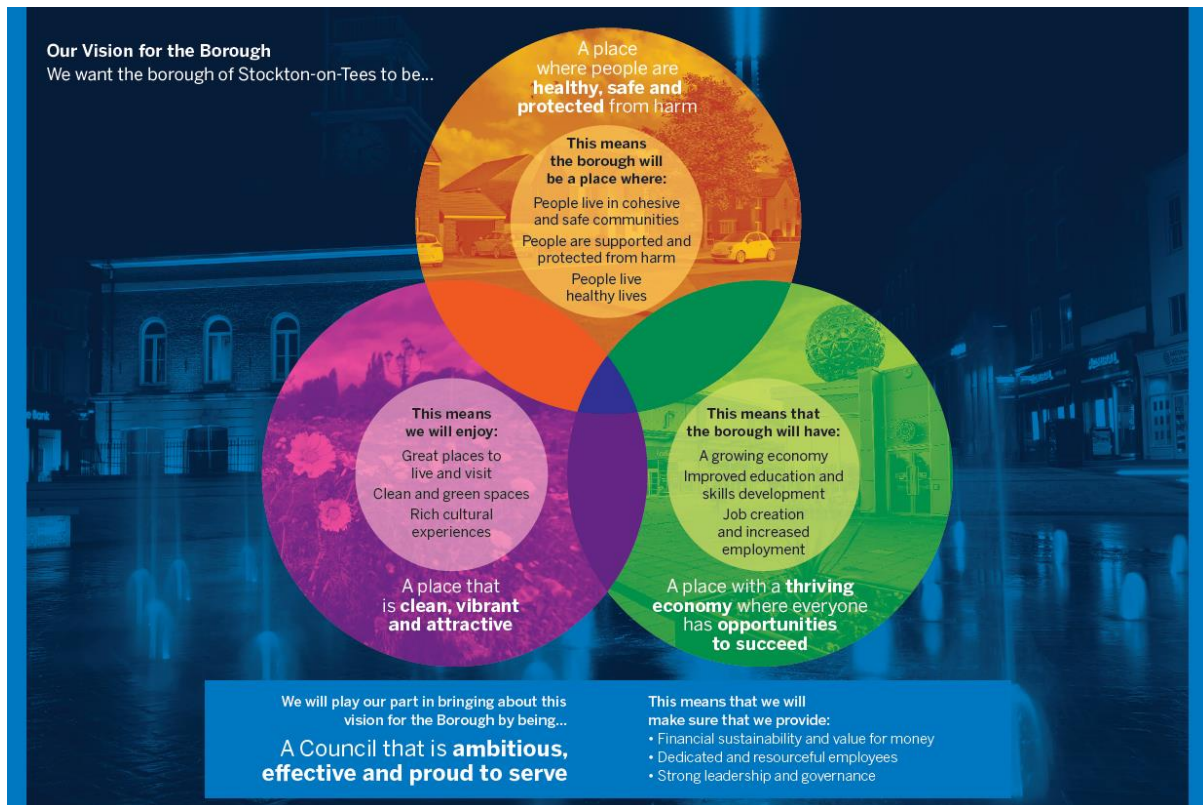 Our Vision for the Borough
We want the borough of Stockton-on-Tees to be...
A place
where people are
healthy, safe and
protected from harm
This means
the borough will
be a place where:
People live in cohesive
and safe communities
People are supported and
protected from harm
People live
healthy lives
This means
we will enjoy:
Great places to
live and visit
Clean and green spaces
Rich cultural
experiences
A place that
is clean, vibrant
and attractive
This means that
the borough will have:
A growing economy
Improved education and
skills development
Job creation
and increased
employment
A place with a thriving
economy where everyone
has opportunities
to succeed
We will play our part in bringing about this
vision for the Borough by being...
A Council that is ambitious,
effective and proud to serve
This means that we will
make sure that we provide:
• Financial sustainability and value for money
• Dedicated and resourceful employees
• Strong leadership and governance